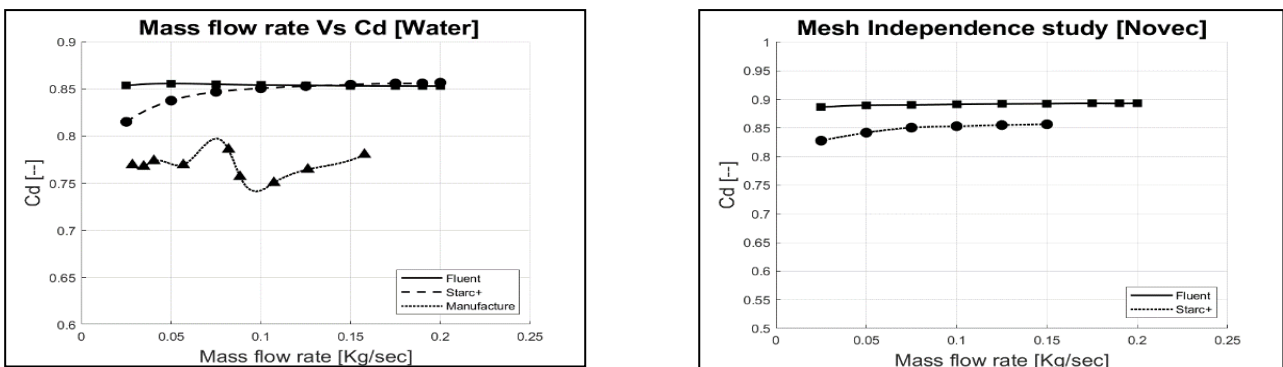 Mass flow rate Vs Cd [Water]
0.9
0.85
0.8
0.75
0.7
0.65
0.6
Cd [--]
0
0.05
0.1
0.15
0.2
0.25
Mass flow rate [Kg/sec]
Fluent
Starc+
Manufacture
Mesh Independence study [Novec]
1
0.95
0.9
0.85
0.8
0.75
0.7
0.65
0.6
0.55
0.5
Cd [--]
0
0.05
0.1
0.15
0.2
0.25
Mass flow rate [Kg/sec]
Fluent
Starc+